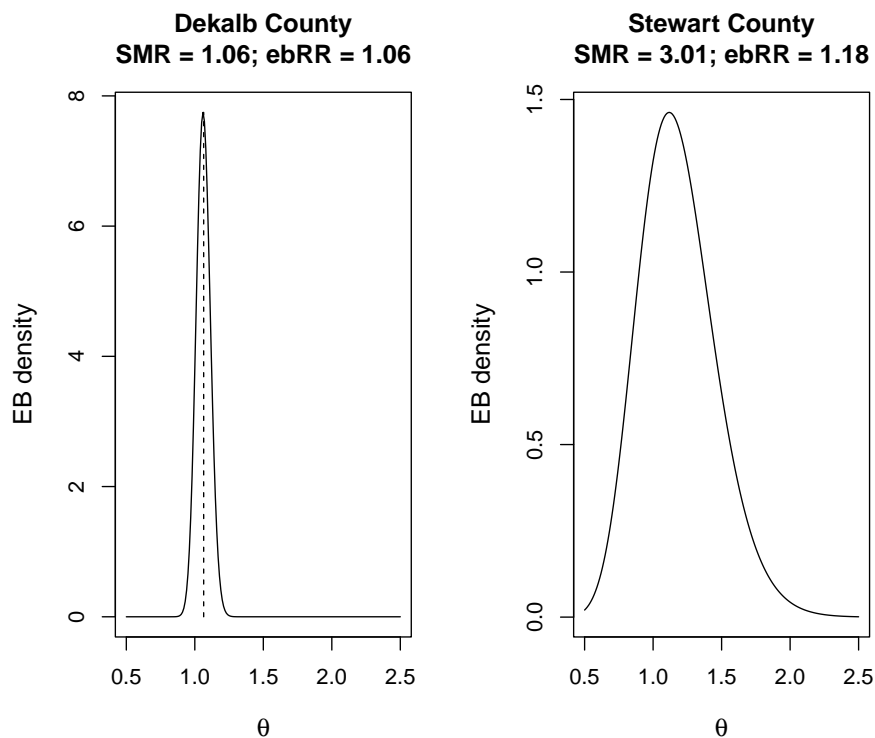 Dekalb County
SMR = 1.06; ebRR = 1.06
EB density
8
6
4
2
0
0.5 1.0 1.5 2.0 2.5
θ
Stewart County
SMR = 3.01; ebRR = 1.18
EB density
1.5
1.0
0.5
0.0
0.5 1.0 1.5 2.0 2.5
θ